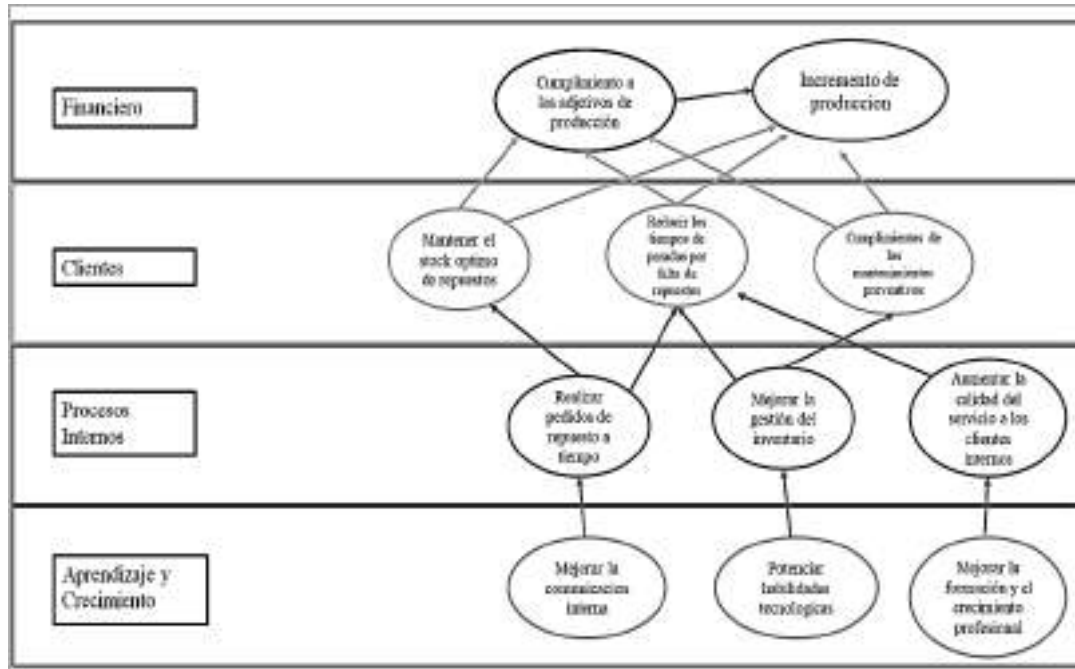 Financiero
Cumplimiento a
los adjetivos de
producción
Incremento de
produccion
Clientes
Mantener el
stock optimo
de repuestos
Reducir los
tiempos de
paradas por
falta de
repuestos
Cumplimientos de
los
mantenimientos
preventivos
Procesos
Internos
Realizar
pedidos de
repuesto a
tiempo
Mejorar la
gestión del
inventario
Aumentar la
calidad del
servicio a los
clientes
internos
Aprendizaje y
Crecimiento
Mejorar la
comunicacion
interna
Potenciar
habilidades
tecnologicas
Mejorar la
formación y el
crecimiento
profesional